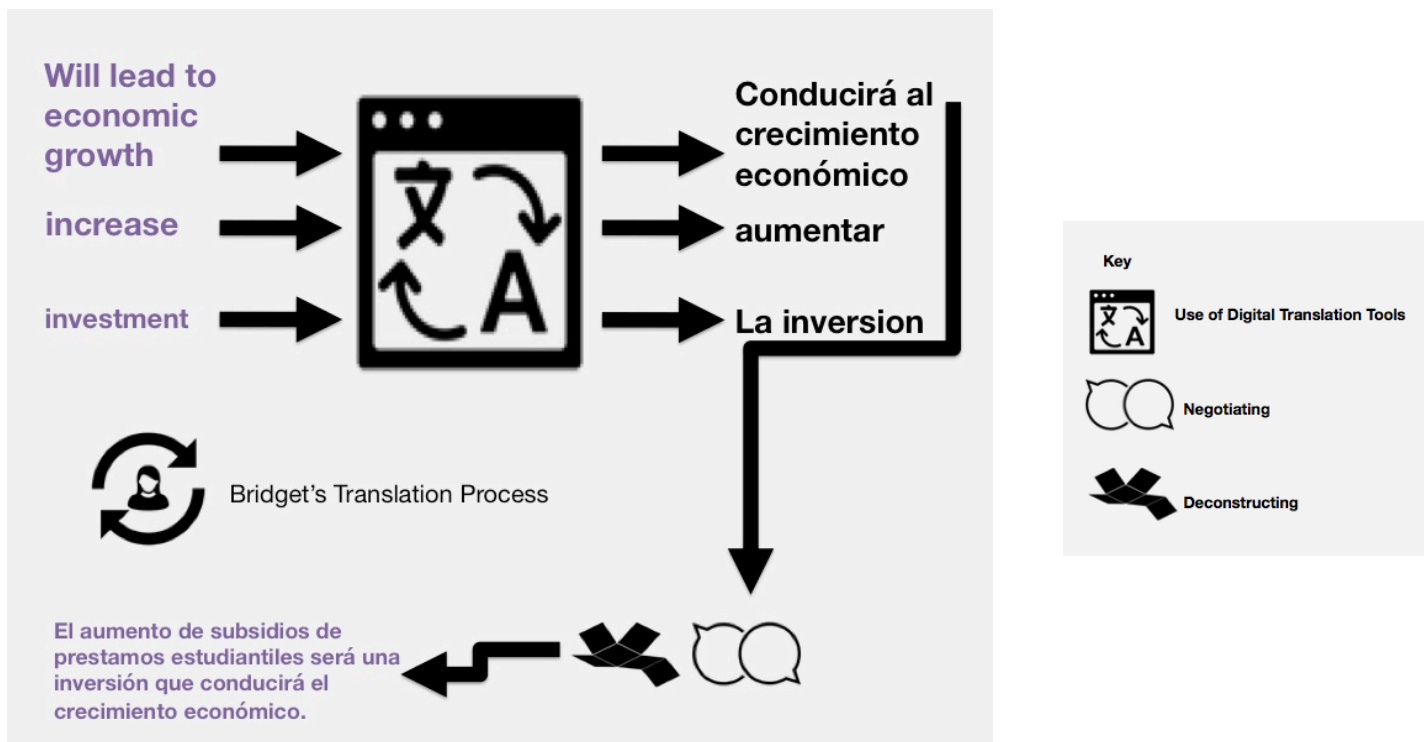 Will lead to
economic
growth
increase
investment
文
A
Conducirá al
crecimiento
económico
aumentar
La inversion
Bridget's Translation Process
El aumento de subsidios de
prestamos estudiantiles será una
inversión que conducirá el
crecimiento económico.
Key
文
A
Use of Digital Translation Tools
Negotiating
Deconstructing